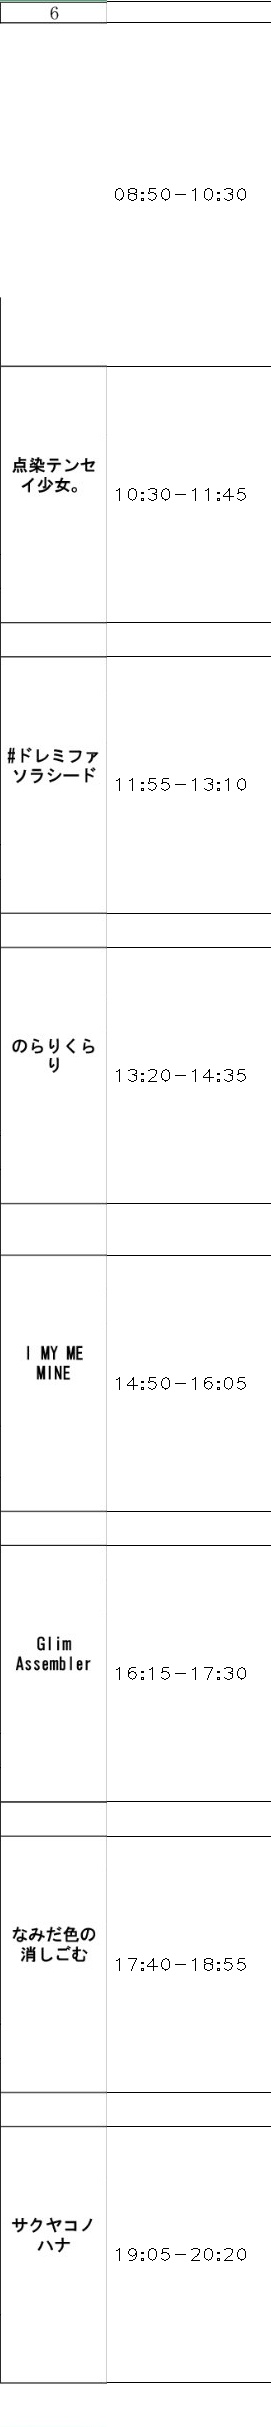 6
08:50-10:30
点染テンセ
イ少女。
10:30-11:45
#ドレミファ
ソラシード
11:55-13:10
のらりくら
り
13:20-14:35
I MY ME
MINE
14:50-16:05
Glim
Assembler
16:15-17:30
なみだ色の
消しごむ
17:40-18:55
サクヤコノ
ハナ
19:05-20:20